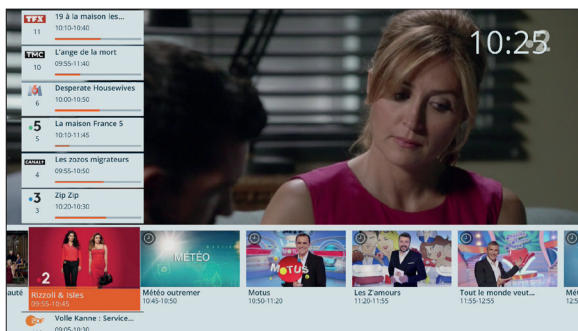 TFX
11
19 à la maison les...
10:10-10:40
TMC
10
L'ange de la mort
09:55-11:40
M6
6
Desperate Housewives
10:00-10:50
5
5
La maison France 5
10:10-11:45
CANAL+
4
Les zozos migrateurs
09:55-10:50
3
3
Zip Zip
10:20-10:30
10:25
2
auté
2
Rizzoli & Isles
09:55-10:45
MÉTÉO
Météo outremer
10:45-10:50
MOTUS
Motus
10:50-11:20
Les Z'amours
11:20-11:55
Tout le monde veut...
11:55-12:55
Mét
12:5
ZDF
Volle Kanne : Service...
09:05-10:30